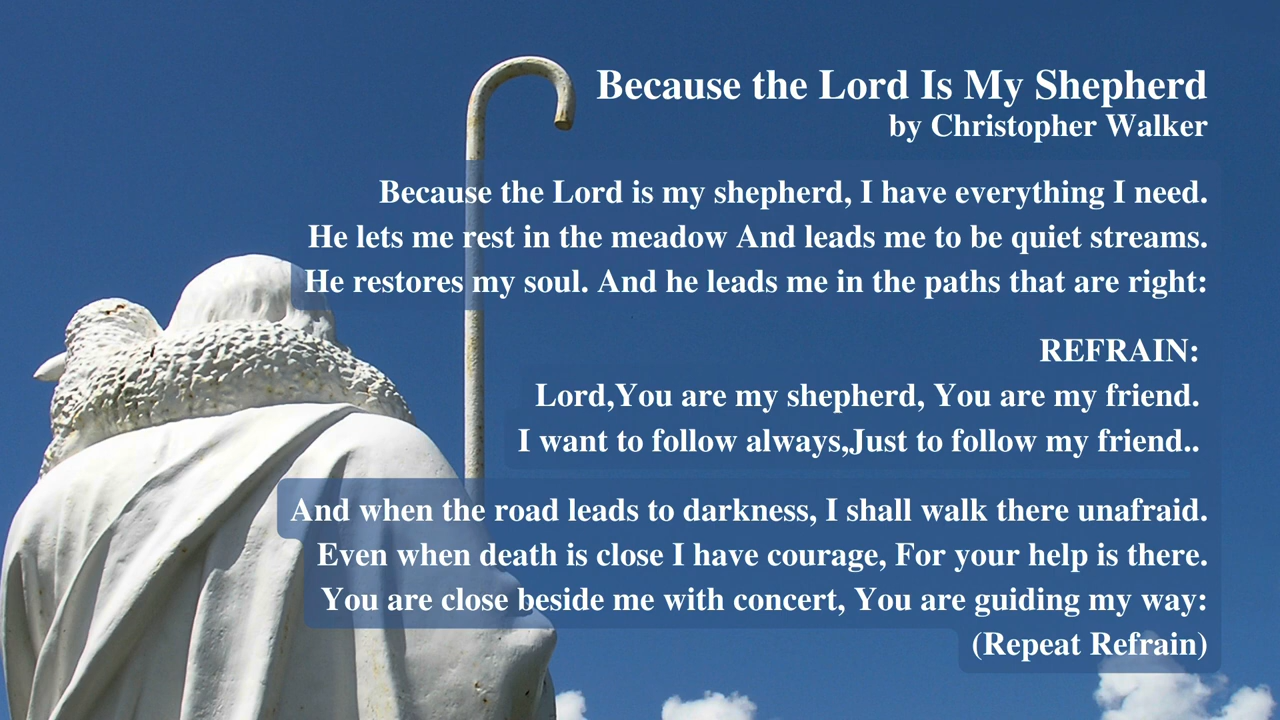 Because the Lord Is My Shepherd
by Christopher Walker
Because the Lord is my shepherd, I have everything I need.
He lets me rest in the meadow And leads me to be quiet streams.
He restores my soul. And he leads me in the paths that are right:
REFRAIN:
Lord,You are my shepherd, You are my friend.
I want to follow always,Just to follow my friend..
And when the road leads to darkness, I shall walk there unafraid.
Even when death is close I have courage, For your help is there.
You are close beside me with concert, You are guiding my way:
(Repeat Refrain)